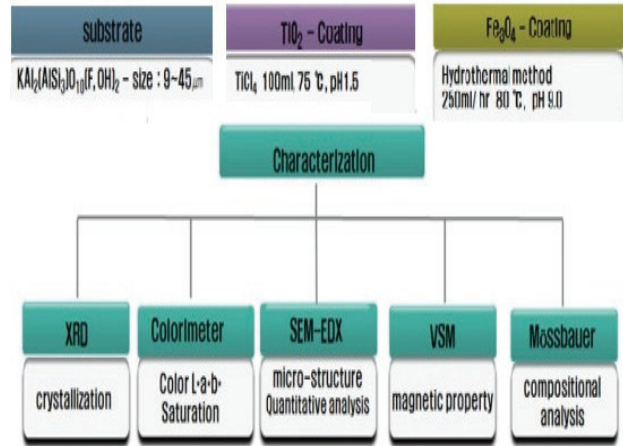 substrate
KAl₂(AlSi₃)O₁₀(F, OH)₂ - size : 9~45㎛
TiO₂ - Coating
TiCl₄ 100ml, 75 ℃, pH1.5
Fe₃O₄ - Coating
Hydrothermal method
250ml/ hr 80 ℃, pH 9.0
Characterization
XRD
crystallization
Colorimeter
Color L*a*b*
Saturation
SEM-EDX
micro-structure
Quantitative analysis
VSM
magnetic property
Mössbauer
compositional
analysis